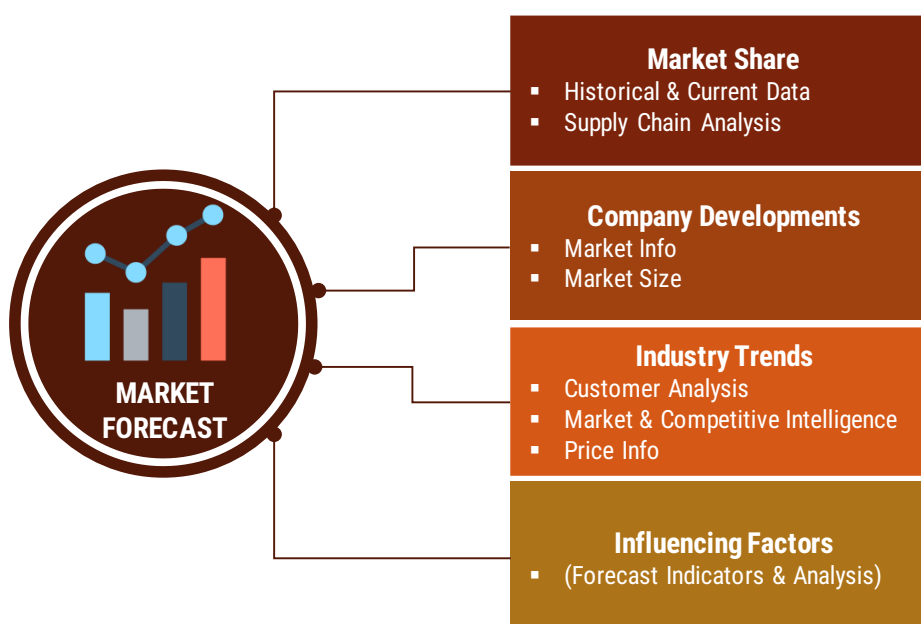 MARKET
FORECAST
Market Share
▪ Historical & Current Data
▪ Supply Chain Analysis
Company Developments
▪ Market Info
▪ Market Size
Industry Trends
▪ Customer Analysis
▪ Market & Competitive Intelligence
▪ Price Info
Influencing Factors
▪ (Forecast Indicators & Analysis)